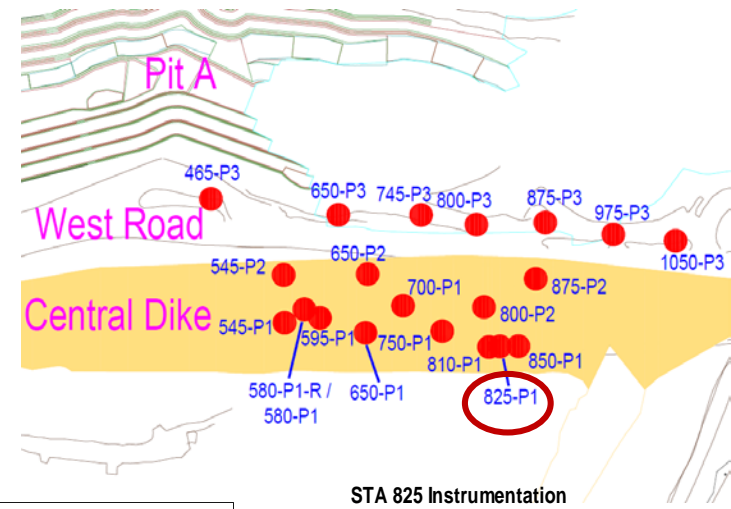 Pit A
465-P3
650-P3
745-P3
800-P3
875-P3
975-P3
1050-P3
West Road
545-P2
650-P2
875-P2
700-P1
800-P2
Central Dike
545-P1
595-P1
750-P1
810-P1
850-P1
580-P1-R /
580-P1
650-P1
825-P1
STA 825 Instrumentation